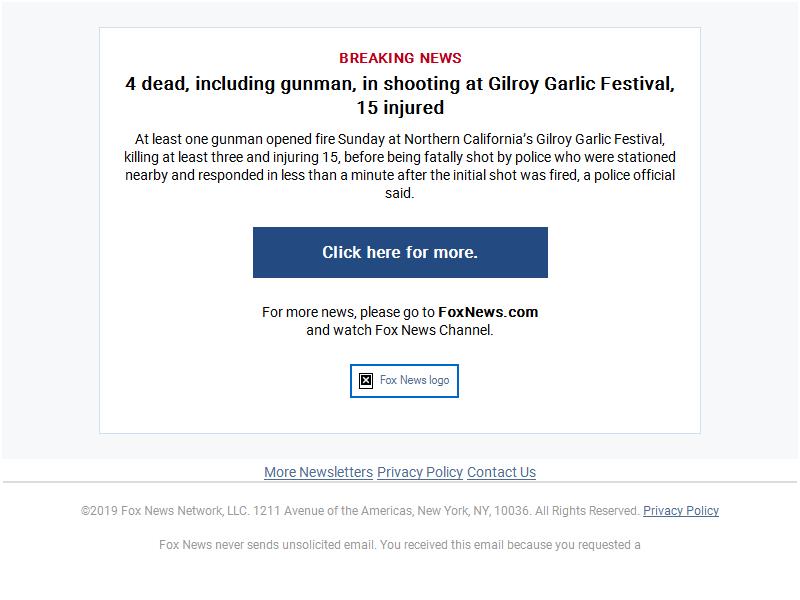 BREAKING NEWS
4 dead, including gunman, in shooting at Gilroy Garlic Festival,
15 injured
At least one gunman opened fire Sunday at Northern California’s Gilroy Garlic Festival,
killing at least three and injuring 15, before being fatally shot by police who were stationed
nearby and responded in less than a minute after the initial shot was fired, a police official
said.
Click here for more.
For more news, please go to FoxNews.com
and watch Fox News Channel.
Fox News logo
More Newsletters Privacy Policy Contact Us
©2019 Fox News Network, LLC. 1211 Avenue of the Americas, New York, NY, 10036. All Rights Reserved. Privacy Policy
Fox News never sends unsolicited email. You received this email because you requested a